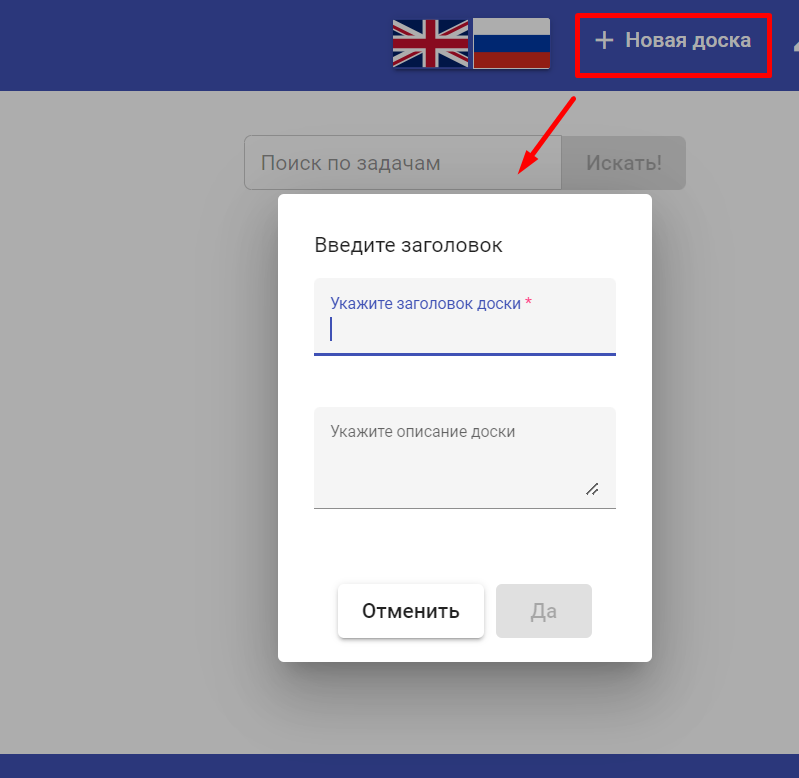 + Новая доска
Поиск по задачам
Искать!
Введите заголовок
Укажите заголовок доски *
Укажите описание доски
Отменить
Да